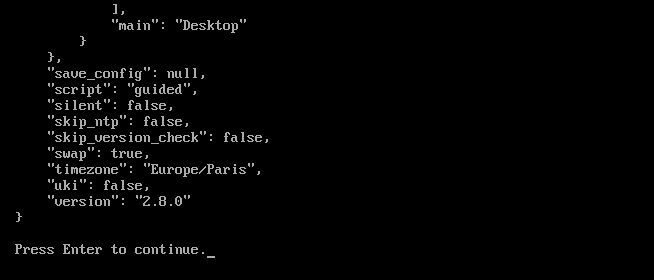 ],
            "main": "Desktop"
        }
    },
    "save_config": null,
    "script": "guided",
    "silent": false,
    "skip_ntp": false,
    "skip_version_check": false,
    "swap": true,
    "timezone": "Europe/Paris",
    "uki": false,
    "version": "2.8.0"
}
Press Enter to continue._